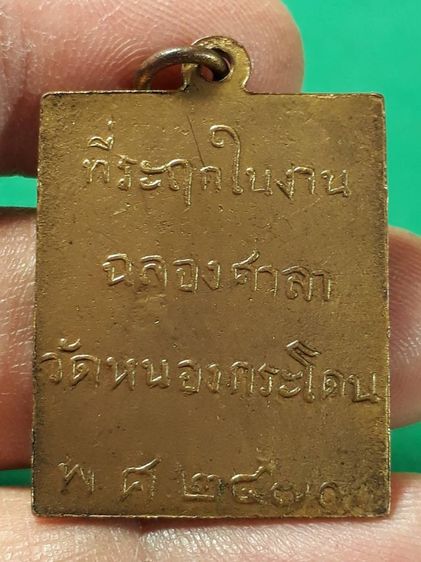 ที่ระฤกในงาน
ฉลองศาลา
วัดหนองกระโดน
พ ศ ๒๔๗๐